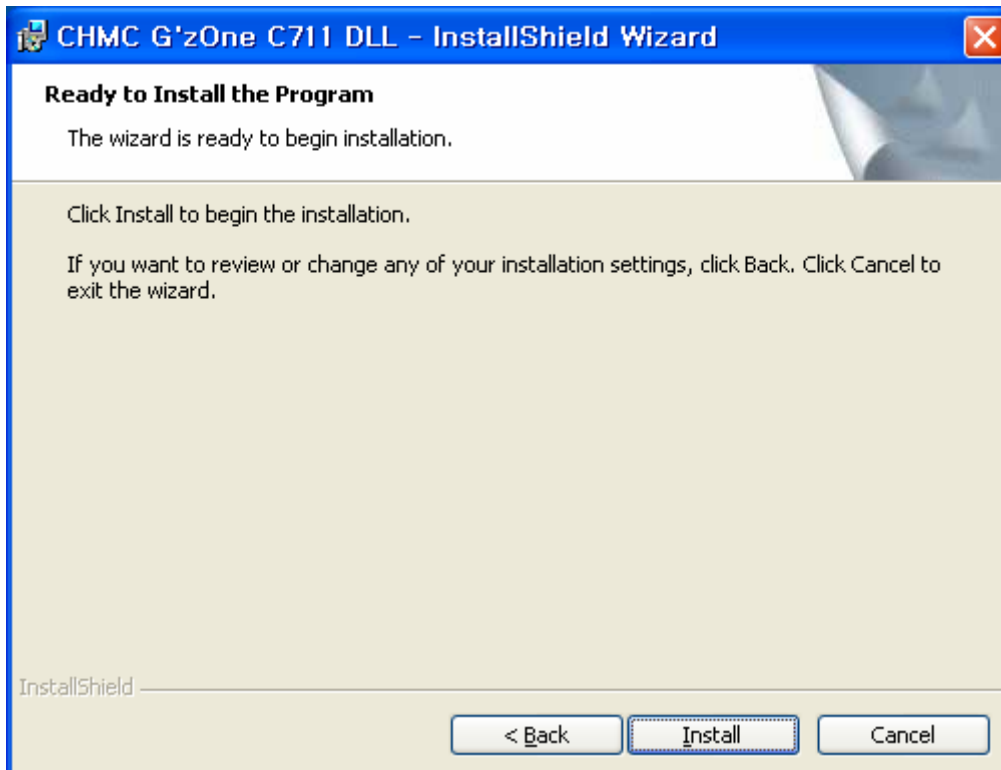 CHMC G'zOne C711 DLL - InstallShield Wizard
Ready to Install the Program
The wizard is ready to begin installation.
Click Install to begin the installation.
If you want to review or change any of your installation settings, click Back. Click Cancel to
exit the wizard.
InstallShield
< Back
Install
Cancel